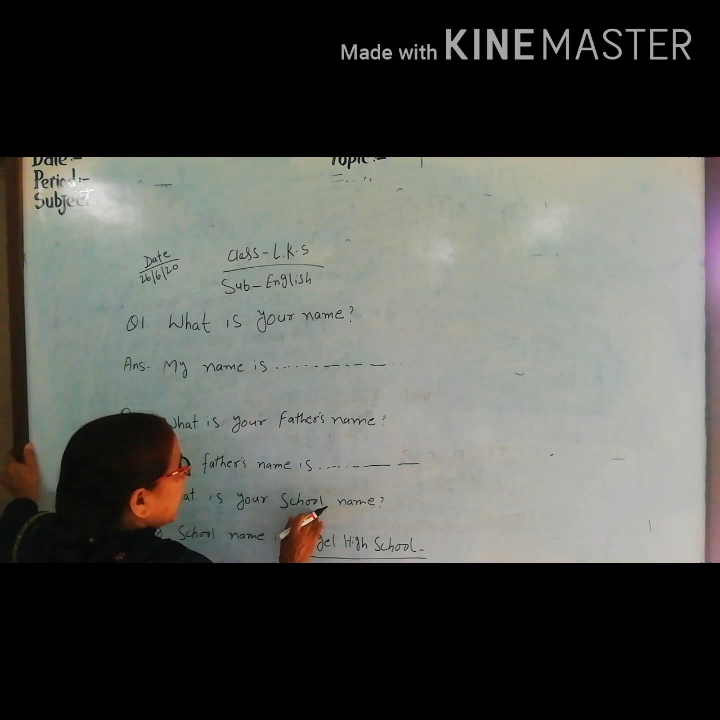 Made with KINEMASTER
Date:-
Topic:-
Period:-
Subject:
Date
26/6/20
Class - L.K.S
Sub - English
Q1. What is your name?
Ans. My name is .......... - - -
What is your Father's name?
father's name is ..... - - - -
at is your School name?
School name
gel High School.